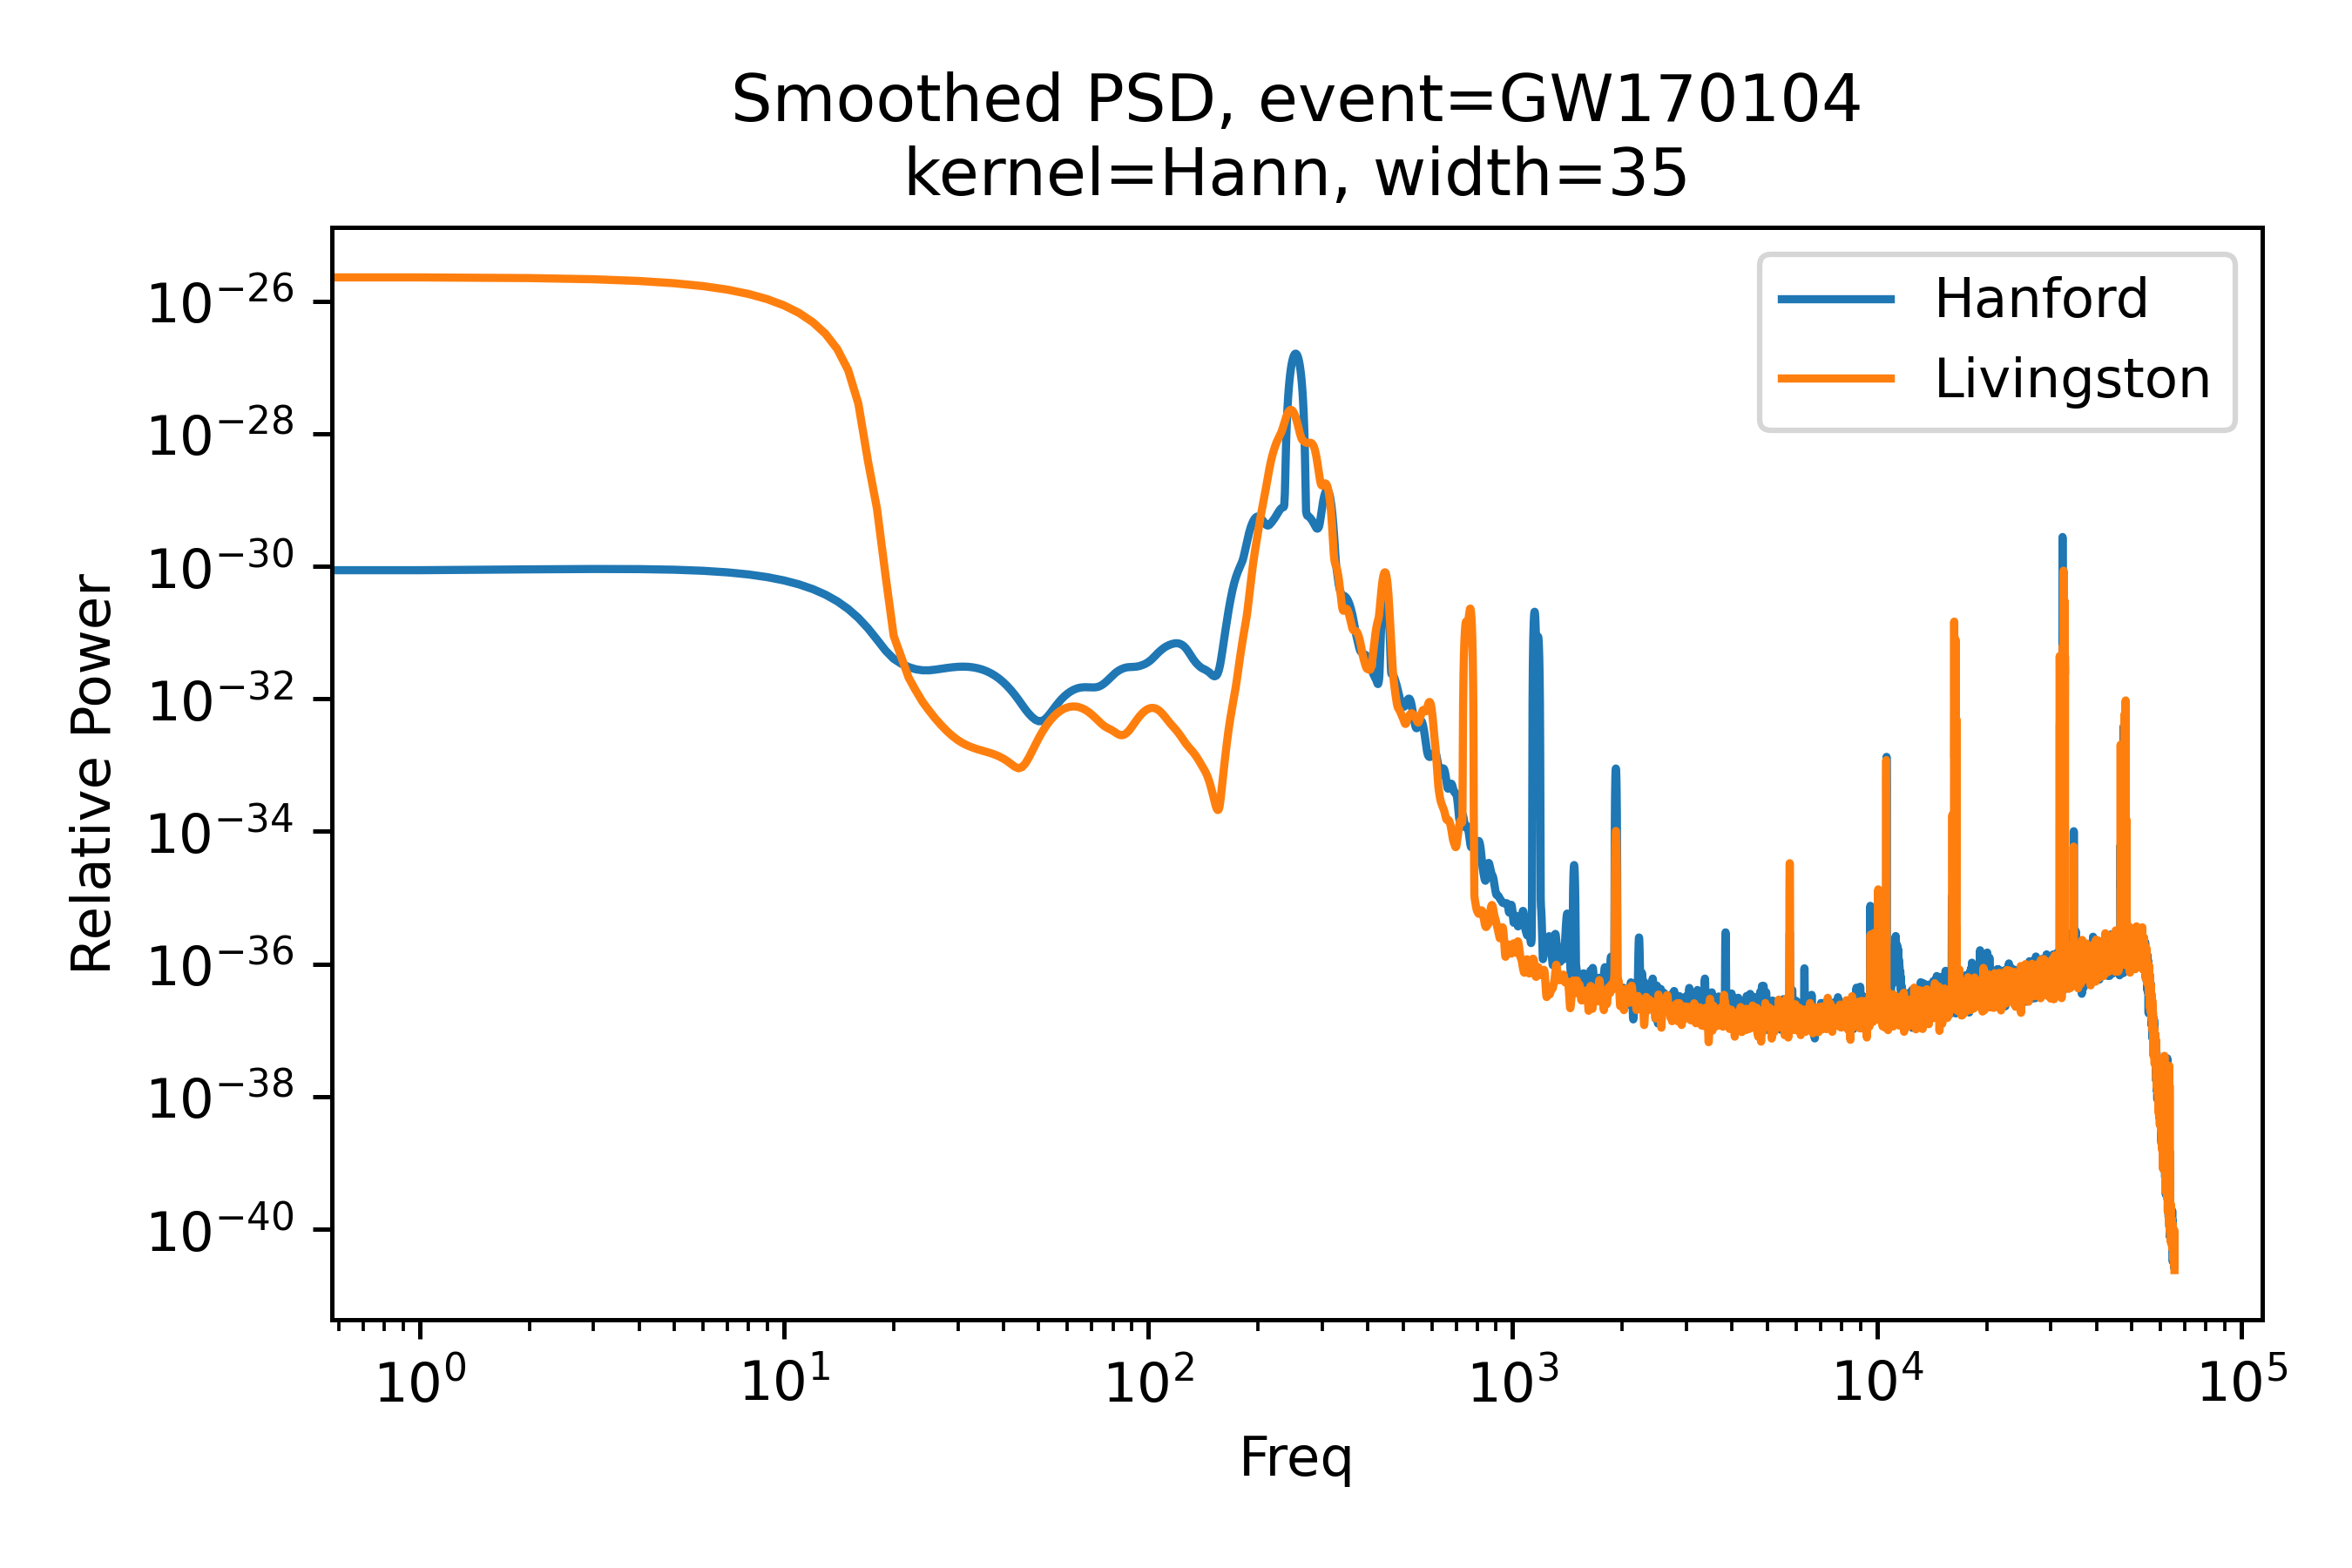 Smoothed PSD, event=GW170104
kernel=Hann, width=35
Hanford
Livingston
Relative Power
10^-26
10^-28
10^-30
10^-32
10^-34
10^-36
10^-38
10^-40
10^0 10^1 10^2 10^3 10^4 10^5
Freq